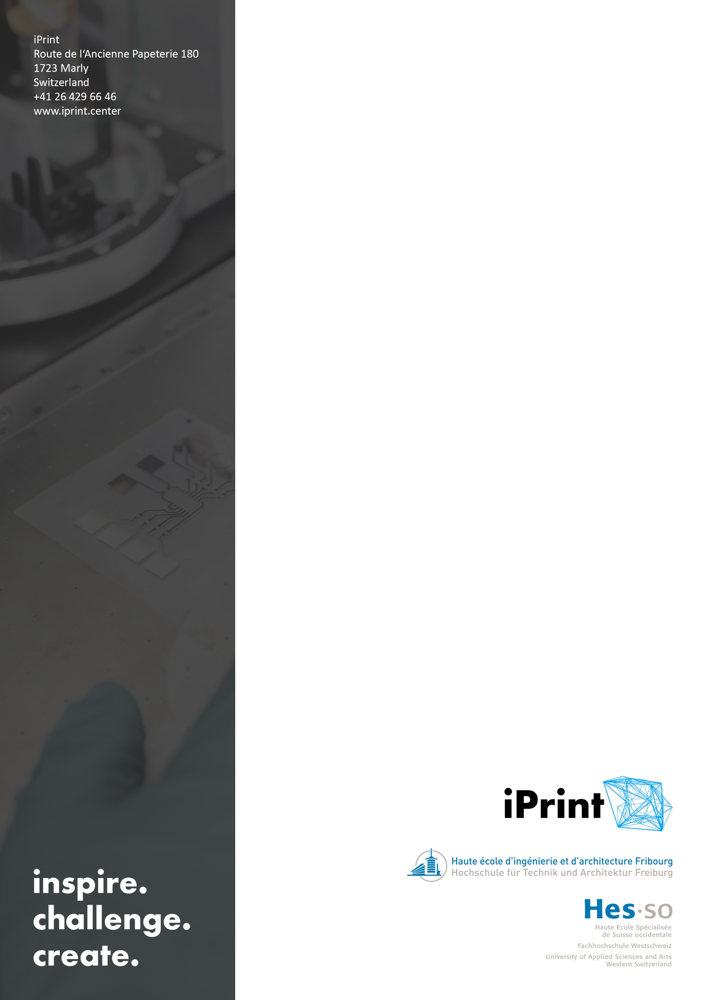 iPrint
Route de l‘Ancienne Papeterie 180
1723 Marly
Switzerland
+41 26 429 66 46
www.iprint.center
inspire.
challenge.
create.
iPrint
Haute école d’ingénierie et d’architecture Fribourg
Hochschule für Technik und Architektur Freiburg
Hes·so
Haute Ecole Spécialisée
de Suisse occidentale
Fachhochschule Westschweiz
University of Applied Sciences and Arts
Western Switzerland